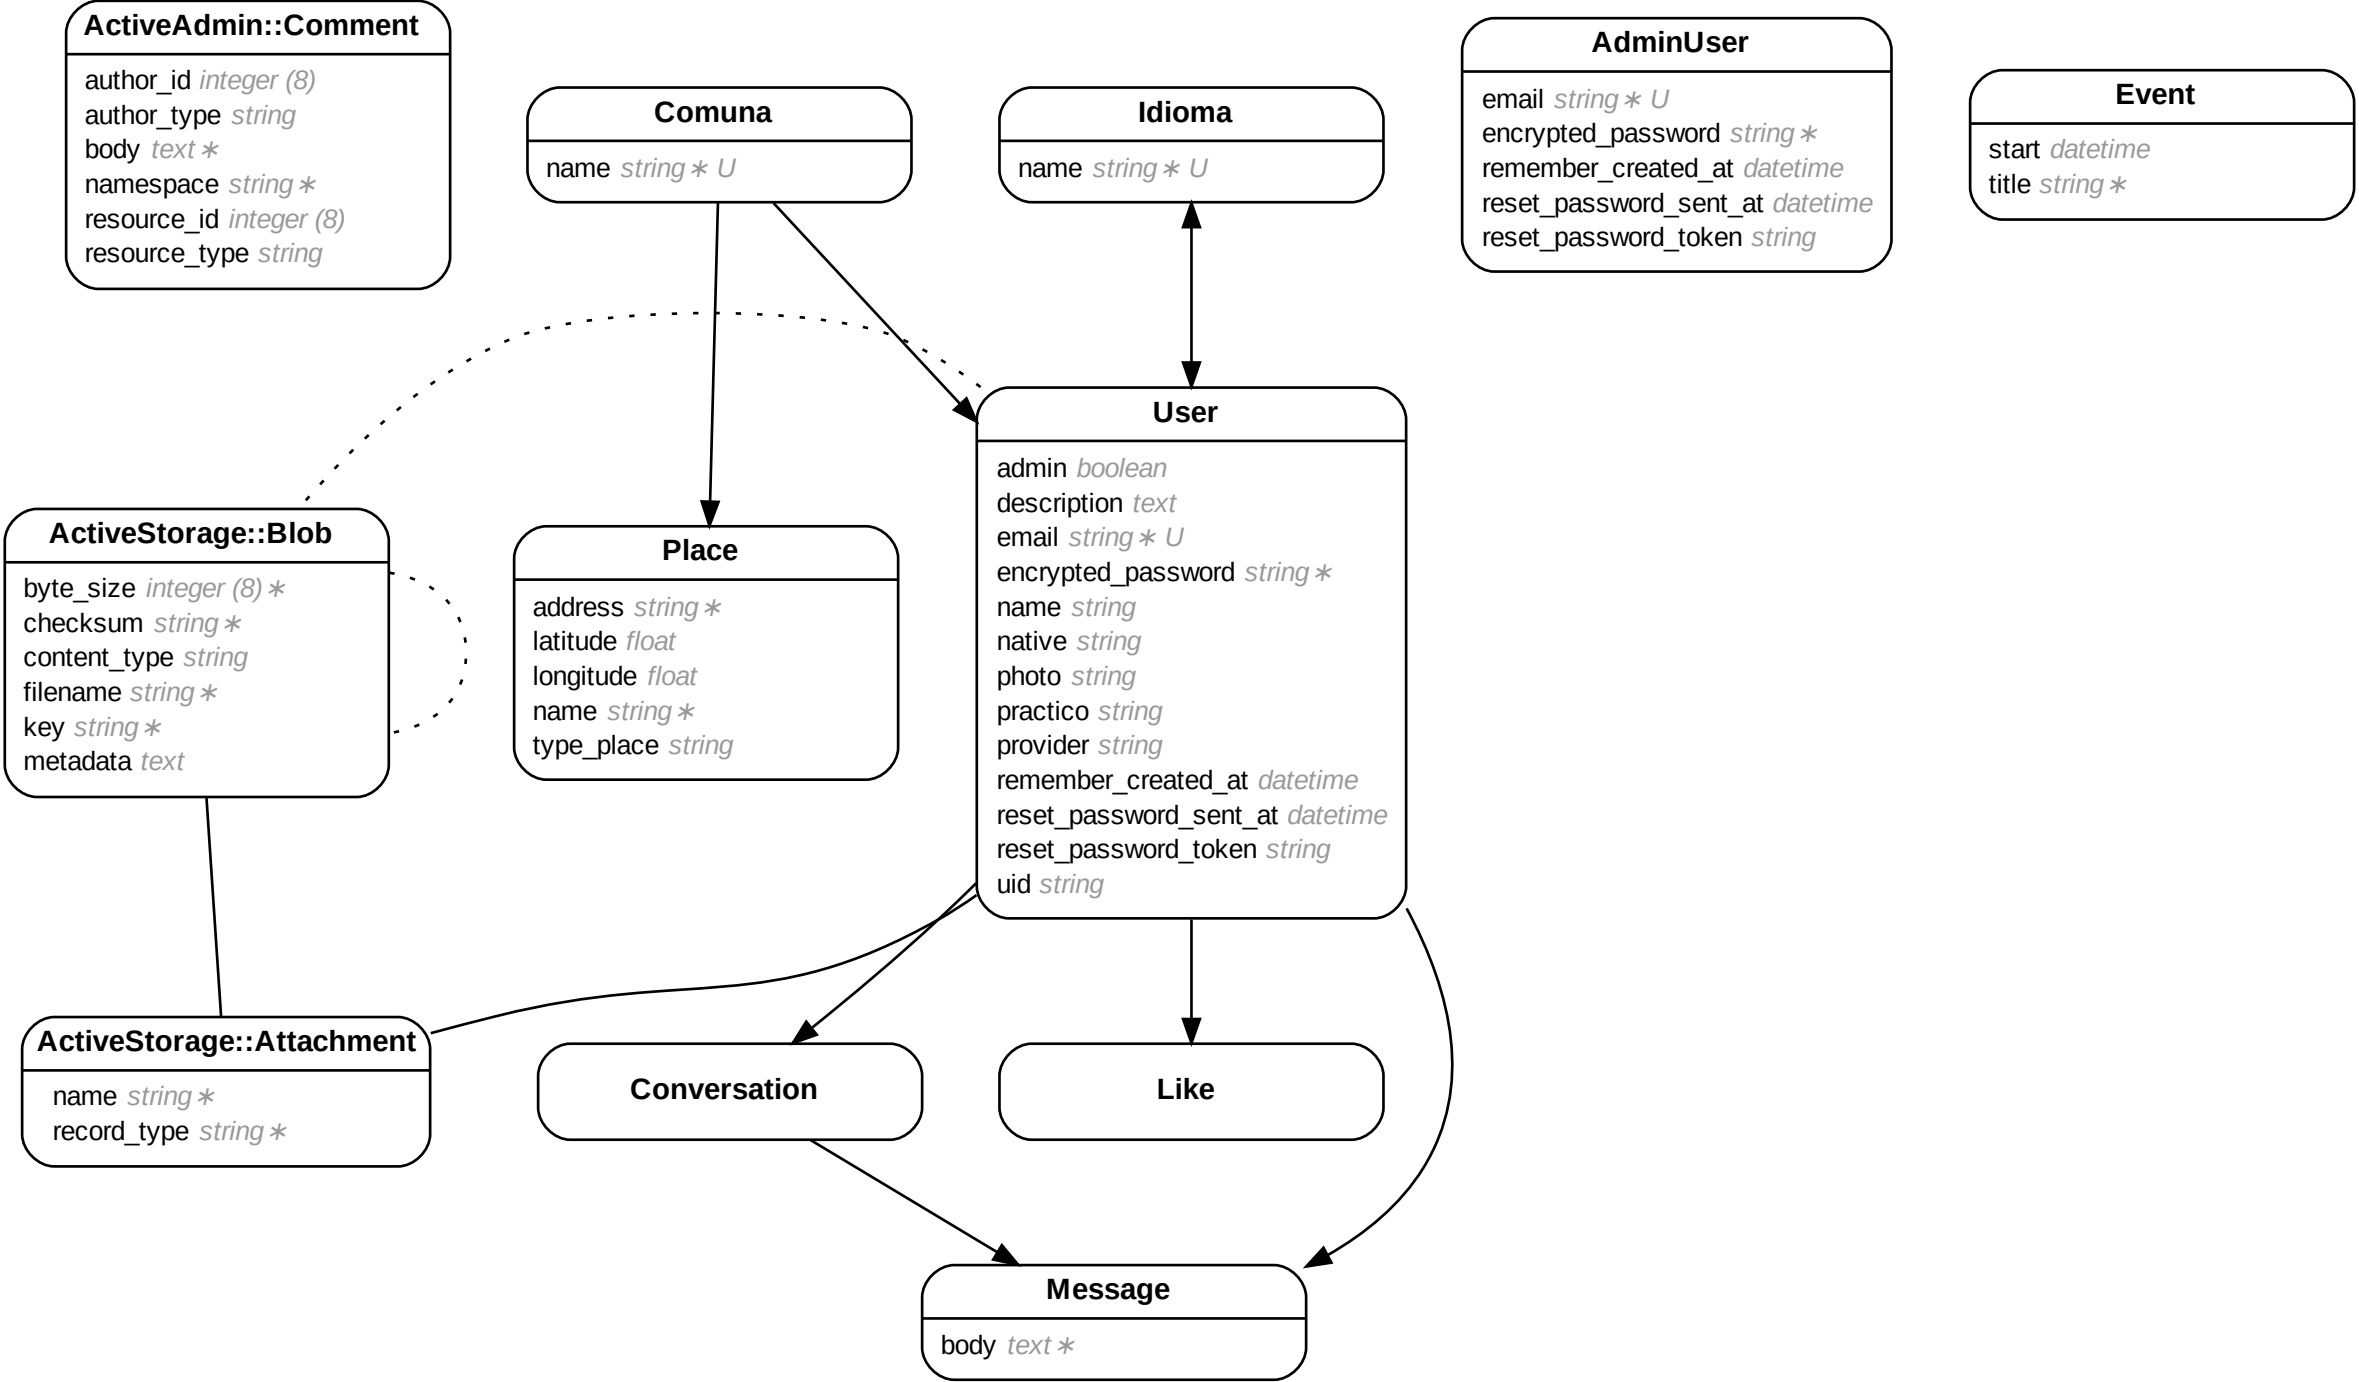 ActiveAdmin::Comment
author_id integer (8)
author_type string
body text ∗
namespace string ∗
resource_id integer (8)
resource_type string
Comuna
name string ∗ U
Idioma
name string ∗ U
AdminUser
email string ∗ U
encrypted_password string ∗
remember_created_at datetime
reset_password_sent_at datetime
reset_password_token string
Event
start datetime
title string ∗
User
admin boolean
description text
email string ∗ U
encrypted_password string ∗
name string
native string
photo string
practico string
provider string
remember_created_at datetime
reset_password_sent_at datetime
reset_password_token string
uid string
ActiveStorage::Blob
byte_size integer (8) ∗
checksum string ∗
content_type string
filename string ∗
key string ∗
metadata text
Place
address string ∗
latitude float
longitude float
name string ∗
type_place string
ActiveStorage::Attachment
name string ∗
record_type string ∗
Conversation
Like
Message
body text ∗